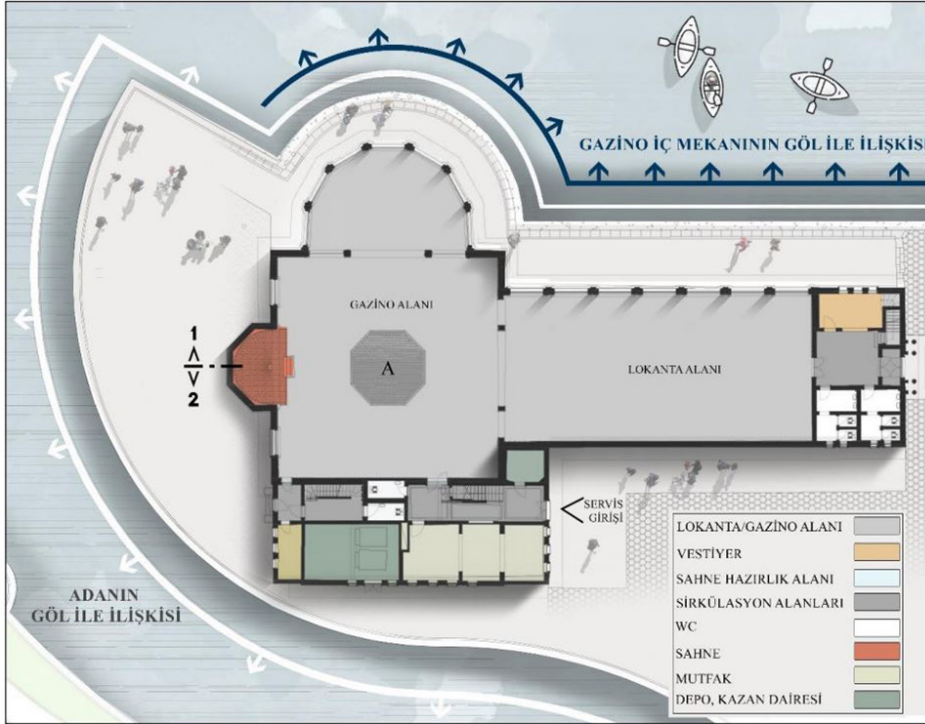 GAZİNO İÇ MEKANININ GÖL İLE İLİŞKİSİ
GAZİNO ALANI
1
A
2
LOKANTA ALANI
SERVİS
GİRİŞİ
ADANIN
GÖL İLE İLİŞKİSİ
LOKANTA/GAZİNO ALANI
VESTİYER
SAHNE HAZIRLIK ALANI
SİRKÜLASYON ALANLARI
WC
SAHNE
MUTFAK
DEPO, KAZAN DAİRESİ